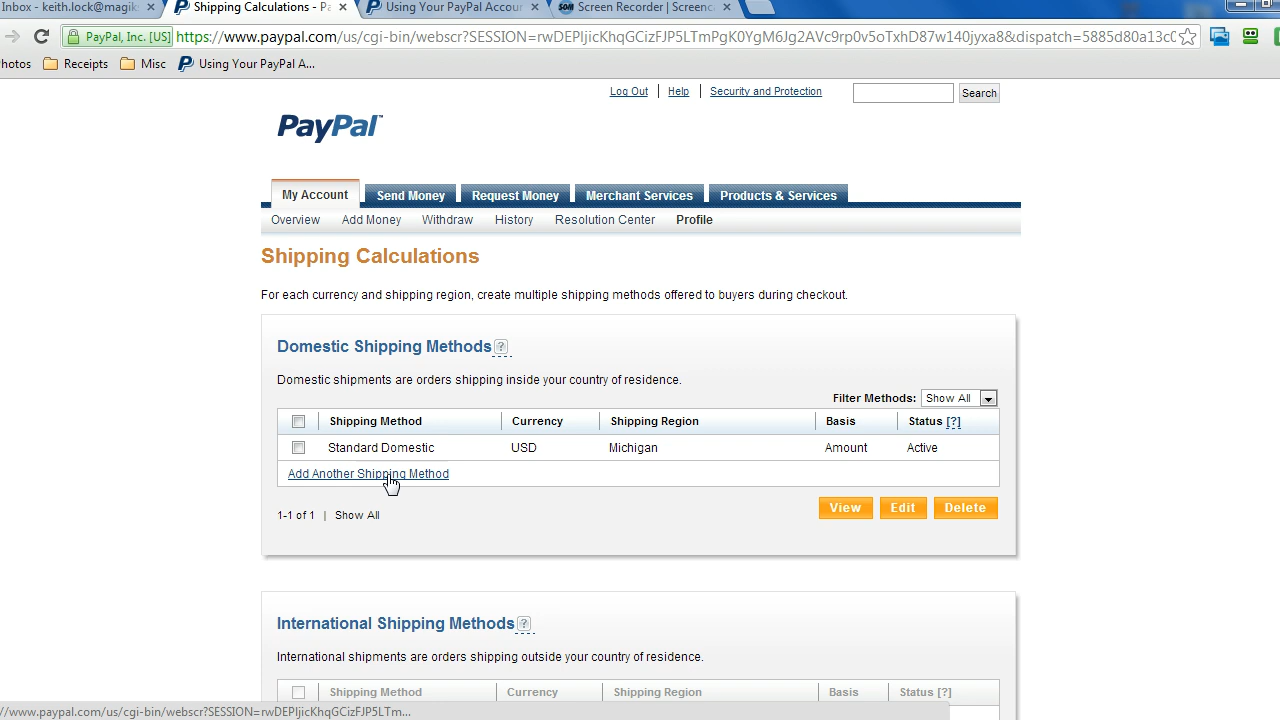 Inbox - keith.lock@magik
Shipping Calculations - Pa
Using Your PayPal Accou
SOM Screen Recorder | Screenc
PayPal, Inc. [US] https://www.paypal.com/us/cgi-bin/webscr?SESSION=rwDEPIjicKhqGCizFJP5LTmPgK0YgM6Jg2AVc9rp0v5oTxhD87w140jyxa8&dispatch=5885d80a13c0
hotos Receipts Misc Using Your PayPal A...
Log Out | Help | Security and Protection Search
PayPal™
My Account Send Money Request Money Merchant Services Products & Services
Overview Add Money Withdraw History Resolution Center Profile
Shipping Calculations
For each currency and shipping region, create multiple shipping methods offered to buyers during checkout.
Domestic Shipping Methods ?
Domestic shipments are orders shipping inside your country of residence.
Filter Methods: Show All
Shipping Method Currency Shipping Region Basis Status [?]
Standard Domestic USD Michigan Amount Active
Add Another Shipping Method
1-1 of 1 | Show All View Edit Delete
International Shipping Methods ?
International shipments are orders shipping outside your country of residence.
Shipping Method Currency Shipping Region Basis Status [?]
//www.paypal.com/us/cgi-bin/webscr?SESSION=rwDEPIjicKhqGCizFJP5LTm...